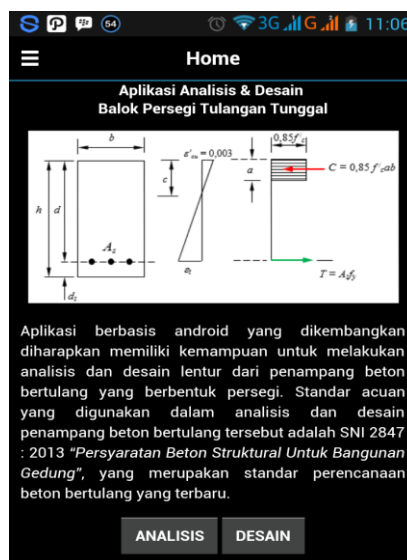 54 3G G 11:06
Home
Aplikasi Analisis & Desain
Balok Persegi Tulangan Tunggal
b
ε'cu = 0,003
0,85f'c
c
a
C = 0,85 f'c ab
h
d
As
ds
εt
T = Asfy
Aplikasi berbasis android yang dikembangkan
diharapkan memiliki kemampuan untuk melakukan
analisis dan desain lentur dari penampang beton
bertulang yang berbentuk persegi. Standar acuan
yang digunakan dalam analisis dan desain
penampang beton bertulang tersebut adalah SNI 2847
: 2013 "Persyaratan Beton Struktural Untuk Bangunan
Gedung", yang merupakan standar perencanaan
beton bertulang yang terbaru.
ANALISIS DESAIN